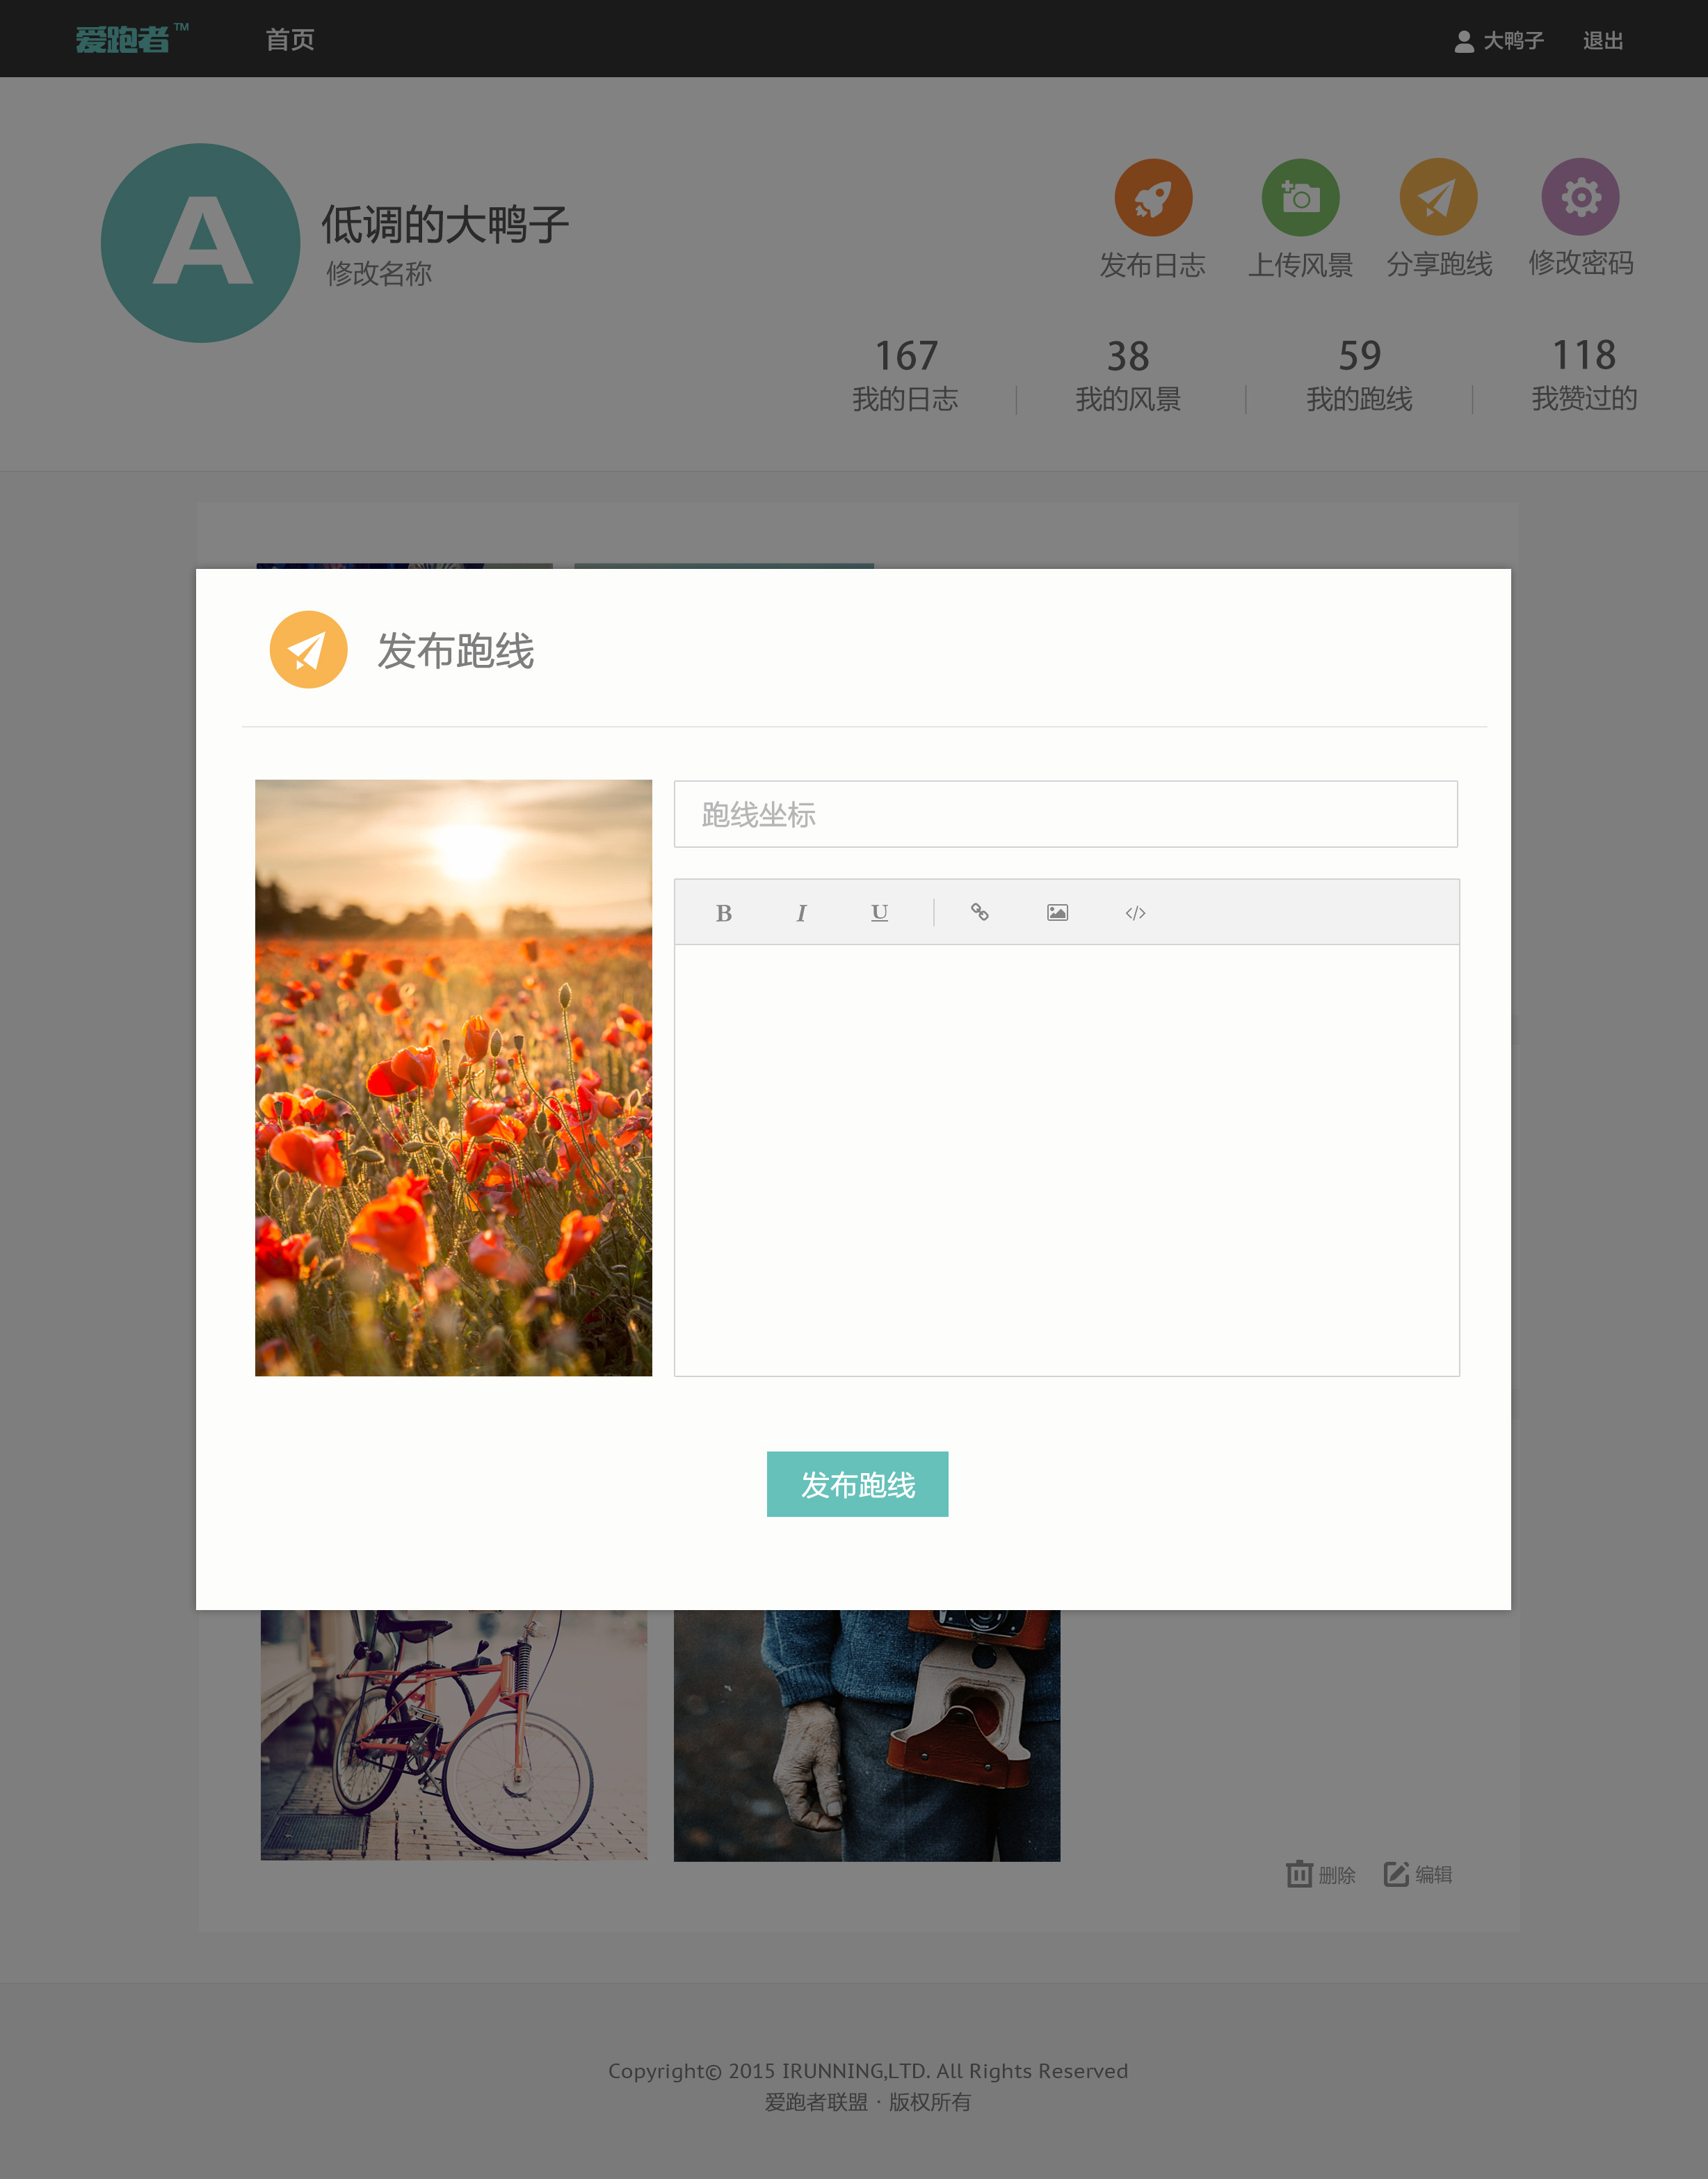 爱跑者™ 首页 大鸭子 退出
A
低调的大鸭子
修改名称
发布日志 上传风景 分享跑线 修改密码
167 38 59 118
我的日志 我的风景 我的跑线 我赞过的
发布跑线
跑线坐标
B I U </>
发布跑线
删除 编辑
Copyright© 2015 IRUNNING,LTD. All Rights Reserved
爱跑者联盟 · 版权所有